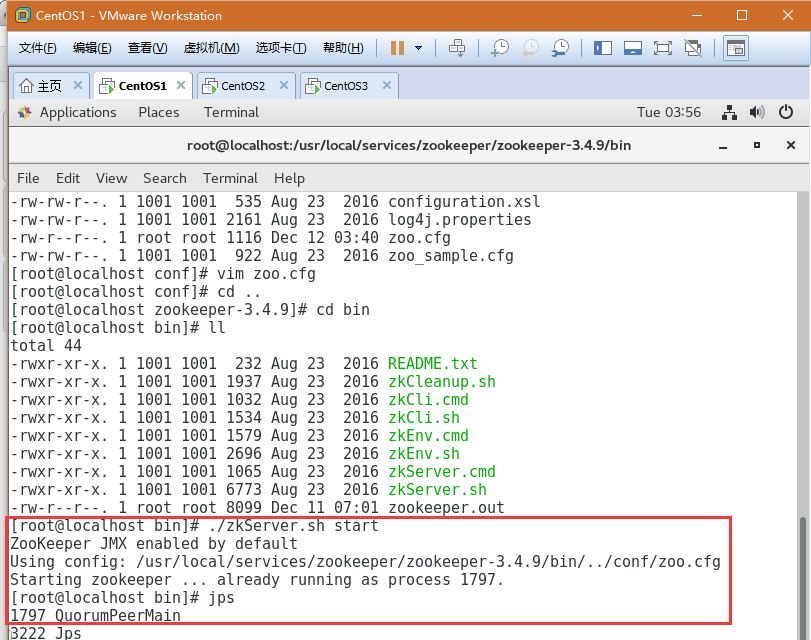 CentOS1 - VMware Workstation
文件(F) 编辑(E) 查看(V) 虚拟机(M) 选项卡(T) 帮助(H)
主页 CentOS1 CentOS2 CentOS3
Applications Places Terminal Tue 03:56
root@localhost:/usr/local/services/zookeeper/zookeeper-3.4.9/bin
File Edit View Search Terminal Help
-rw-rw-r--. 1 1001 1001  535 Aug 23  2016 configuration.xsl
-rw-rw-r--. 1 1001 1001 2161 Aug 23  2016 log4j.properties
-rw-r--r--. 1 root root 1116 Dec 12 03:40 zoo.cfg
-rw-rw-r--. 1 1001 1001  922 Aug 23  2016 zoo_sample.cfg
[root@localhost conf]# vim zoo.cfg
[root@localhost conf]# cd ..
[root@localhost zookeeper-3.4.9]# cd bin
[root@localhost bin]# ll
total 44
-rwxr-xr-x. 1 1001 1001  232 Aug 23  2016 README.txt
-rwxr-xr-x. 1 1001 1001 1937 Aug 23  2016 zkCleanup.sh
-rwxr-xr-x. 1 1001 1001 1032 Aug 23  2016 zkCli.cmd
-rwxr-xr-x. 1 1001 1001 1534 Aug 23  2016 zkCli.sh
-rwxr-xr-x. 1 1001 1001 1579 Aug 23  2016 zkEnv.cmd
-rwxr-xr-x. 1 1001 1001 2696 Aug 23  2016 zkEnv.sh
-rwxr-xr-x. 1 1001 1001 1065 Aug 23  2016 zkServer.cmd
-rwxr-xr-x. 1 1001 1001 6773 Aug 23  2016 zkServer.sh
-rw-r--r--. 1 root root 8099 Dec 11 07:01 zookeeper.out
[root@localhost bin]# ./zkServer.sh start
ZooKeeper JMX enabled by default
Using config: /usr/local/services/zookeeper/zookeeper-3.4.9/bin/../conf/zoo.cfg
Starting zookeeper ... already running as process 1797.
[root@localhost bin]# jps
1797 QuorumPeerMain
3222 Jps